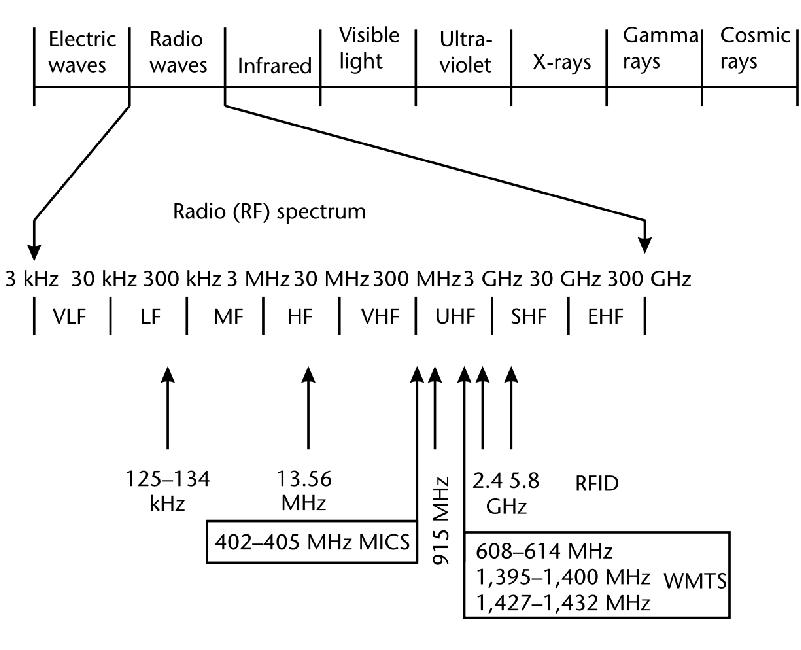 Electric waves
Radio waves
Infrared
Visible light
Ultra-violet
X-rays
Gamma rays
Cosmic rays
Radio (RF) spectrum
3 kHz 30 kHz 300 kHz 3 MHz 30 MHz 300 MHz 3 GHz 30 GHz 300 GHz
VLF LF MF HF VHF UHF SHF EHF
125–134 kHz
13.56 MHz
915 MHz
2.4 5.8 GHz
RFID
402–405 MHz MICS
608–614 MHz
1,395–1,400 MHz WMTS
1,427–1,432 MHz